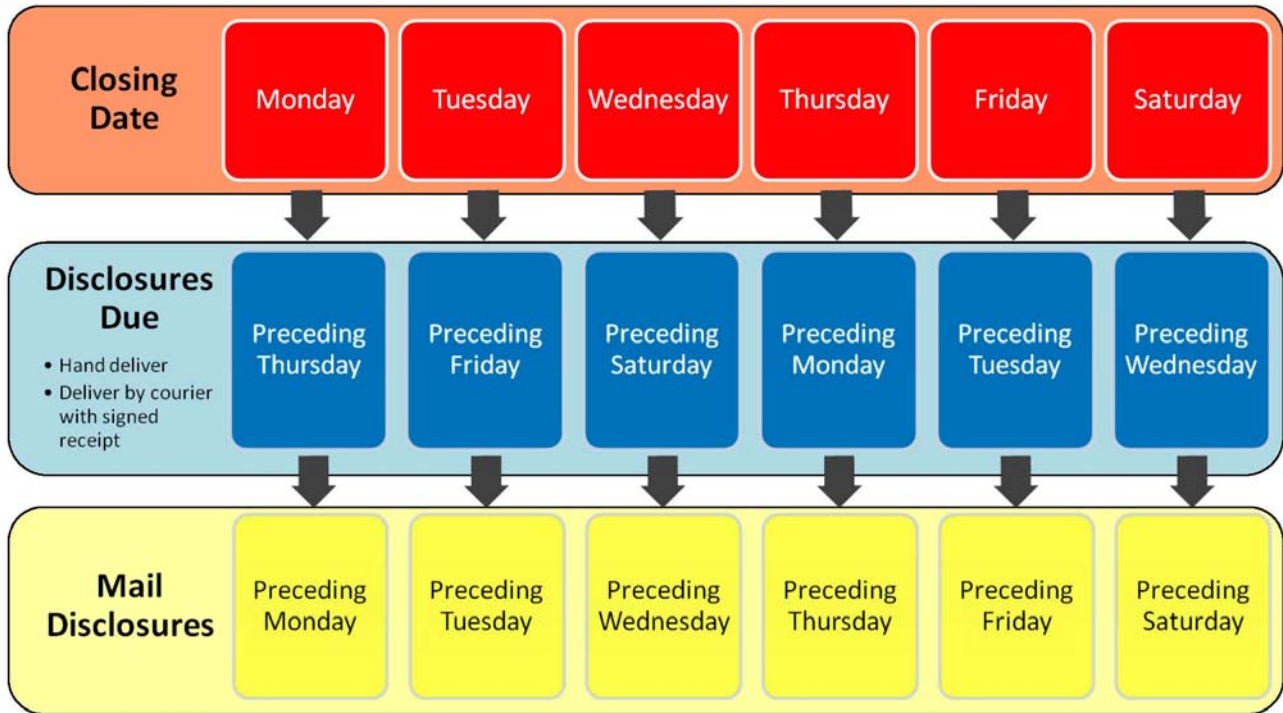 Closing
Date
Monday
Tuesday
Wednesday
Thursday
Friday
Saturday
Disclosures
Due
• Hand deliver
• Deliver by courier
with signed
receipt
Preceding
Thursday
Preceding
Friday
Preceding
Saturday
Preceding
Monday
Preceding
Tuesday
Preceding
Wednesday
Mail
Disclosures
Preceding
Monday
Preceding
Tuesday
Preceding
Wednesday
Preceding
Thursday
Preceding
Friday
Preceding
Saturday